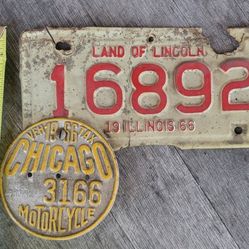 LAND OF LINCOLN
16892
19 ILLINOIS 66
CHICAGO
3166
MOTORCYCLE